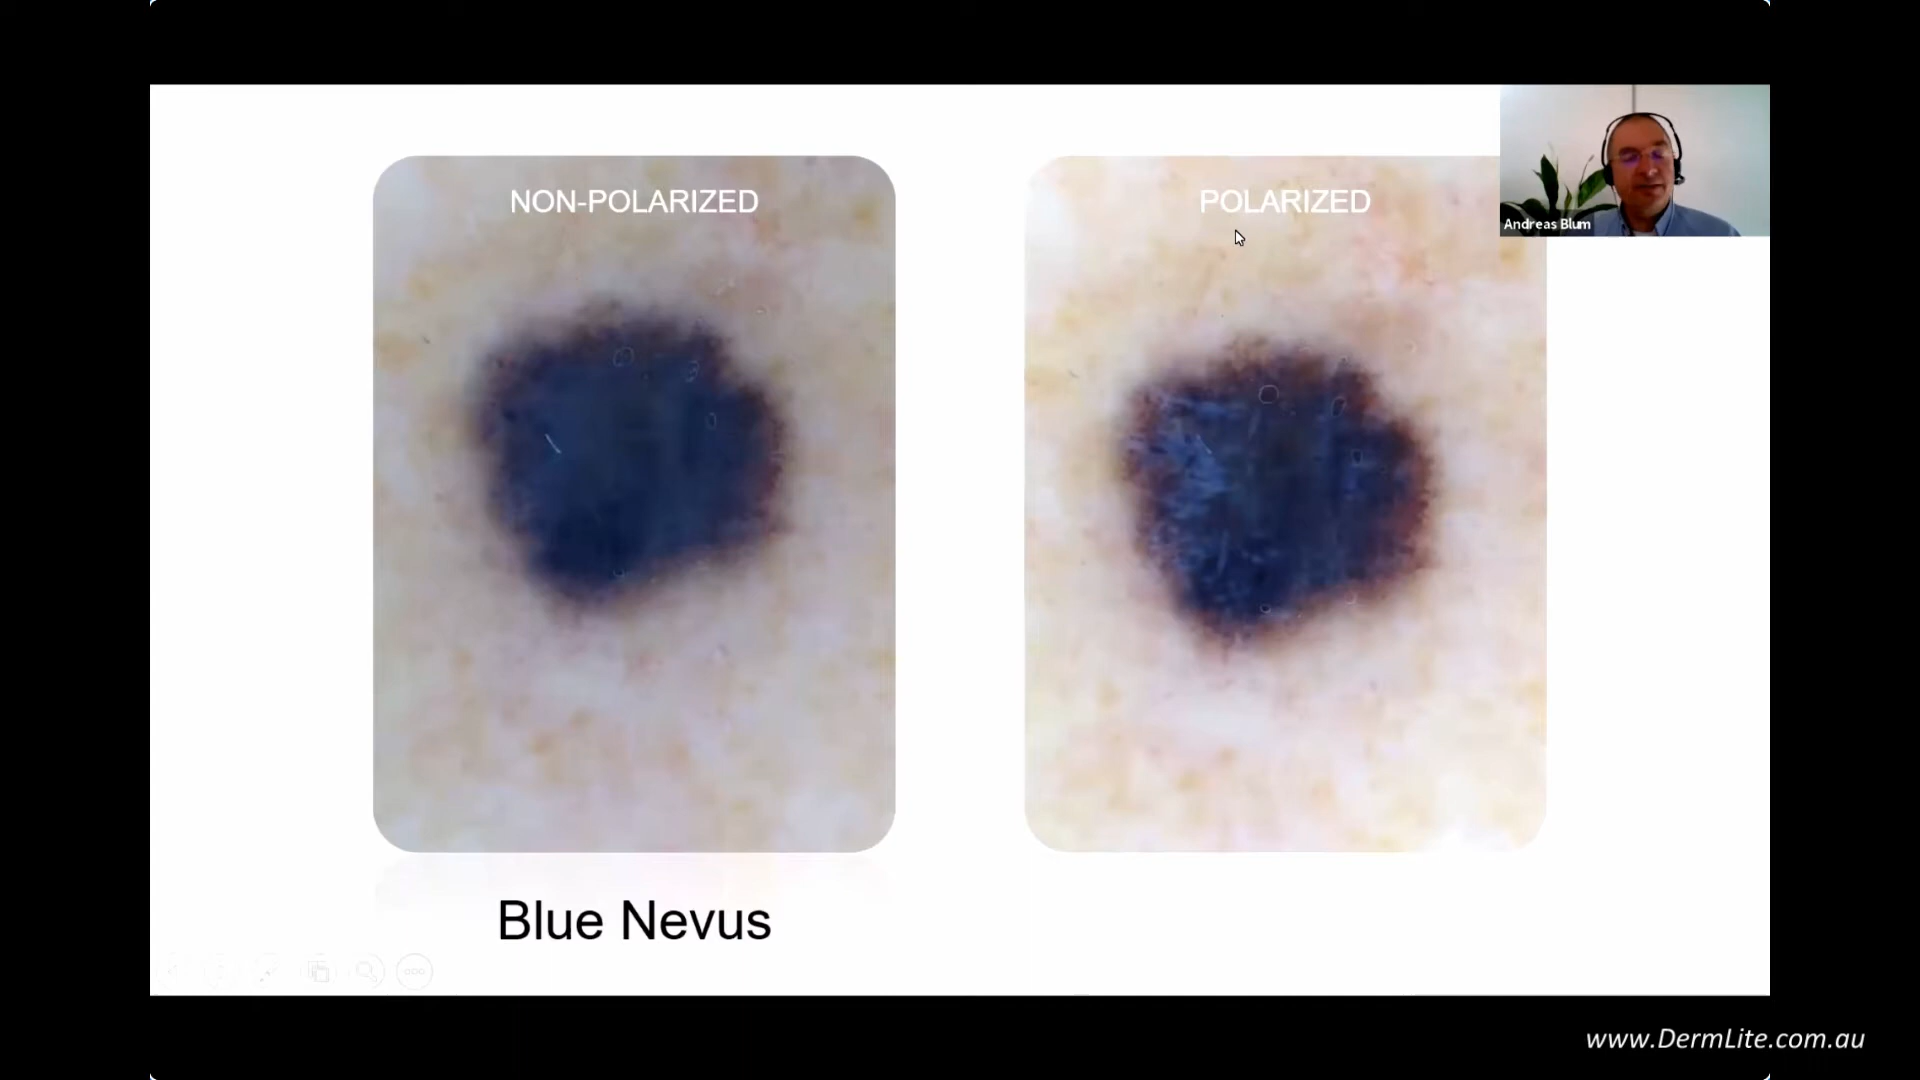 NON-POLARIZED
POLARIZED
Andreas Blum
Blue Nevus
www.DermLite.com.au